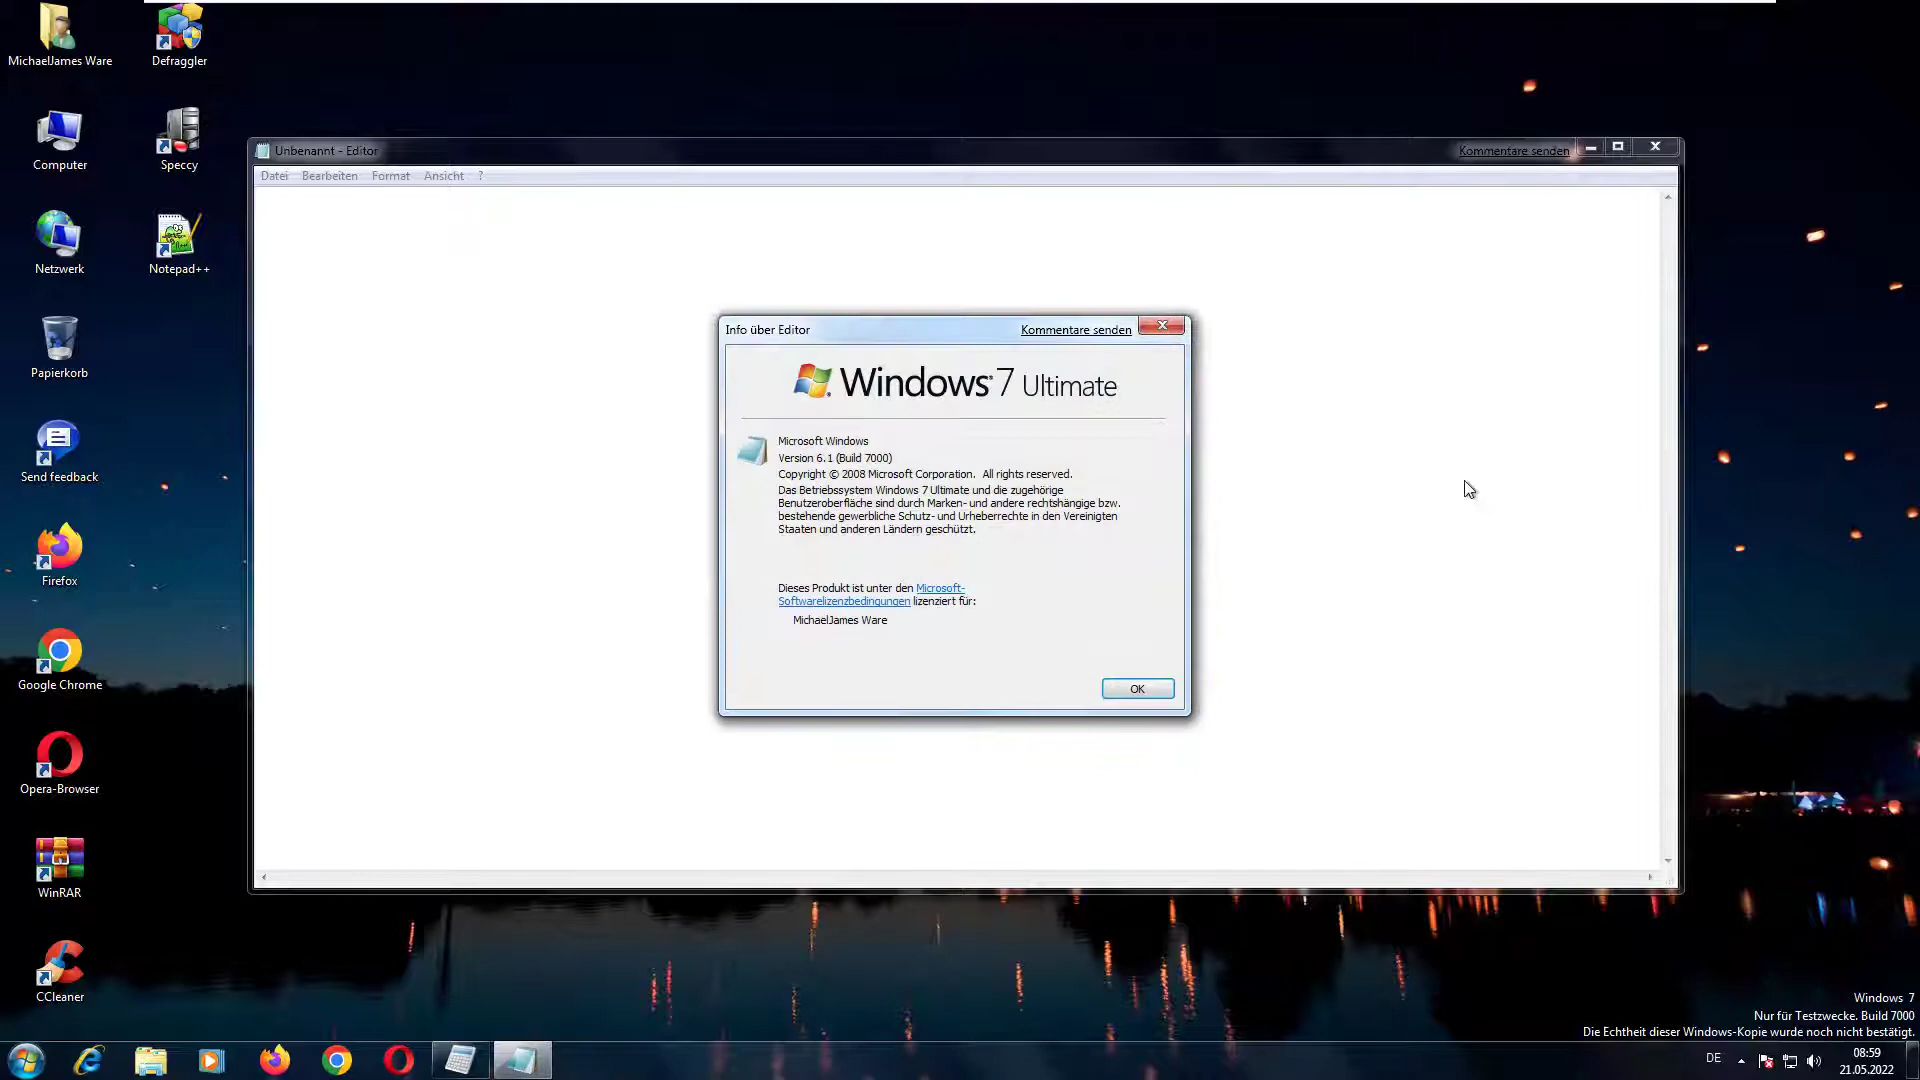 MichaelJames Ware
Defraggler
Computer
Speccy
Netzwerk
Notepad++
Papierkorb
Send feedback
Firefox
Google Chrome
Opera-Browser
WinRAR
CCleaner
Unbenannt - Editor
Kommentare senden
Datei Bearbeiten Format Ansicht ?
Info über Editor
Kommentare senden
Windows 7 Ultimate
Microsoft Windows
Version 6.1 (Build 7000)
Copyright © 2008 Microsoft Corporation. All rights reserved.
Das Betriebssystem Windows 7 Ultimate und die zugehörige
Benutzeroberfläche sind durch Marken- und andere rechtshängige bzw.
bestehende gewerbliche Schutz- und Urheberrechte in den Vereinigten
Staaten und anderen Ländern geschützt.
Dieses Produkt ist unter den Microsoft-
Softwarelizenzbedingungen lizenziert für:
MichaelJames Ware
OK
Windows 7
Nur für Testzwecke. Build 7000
Die Echtheit dieser Windows-Kopie wurde noch nicht bestätigt.
DE
08:59
21.05.2022